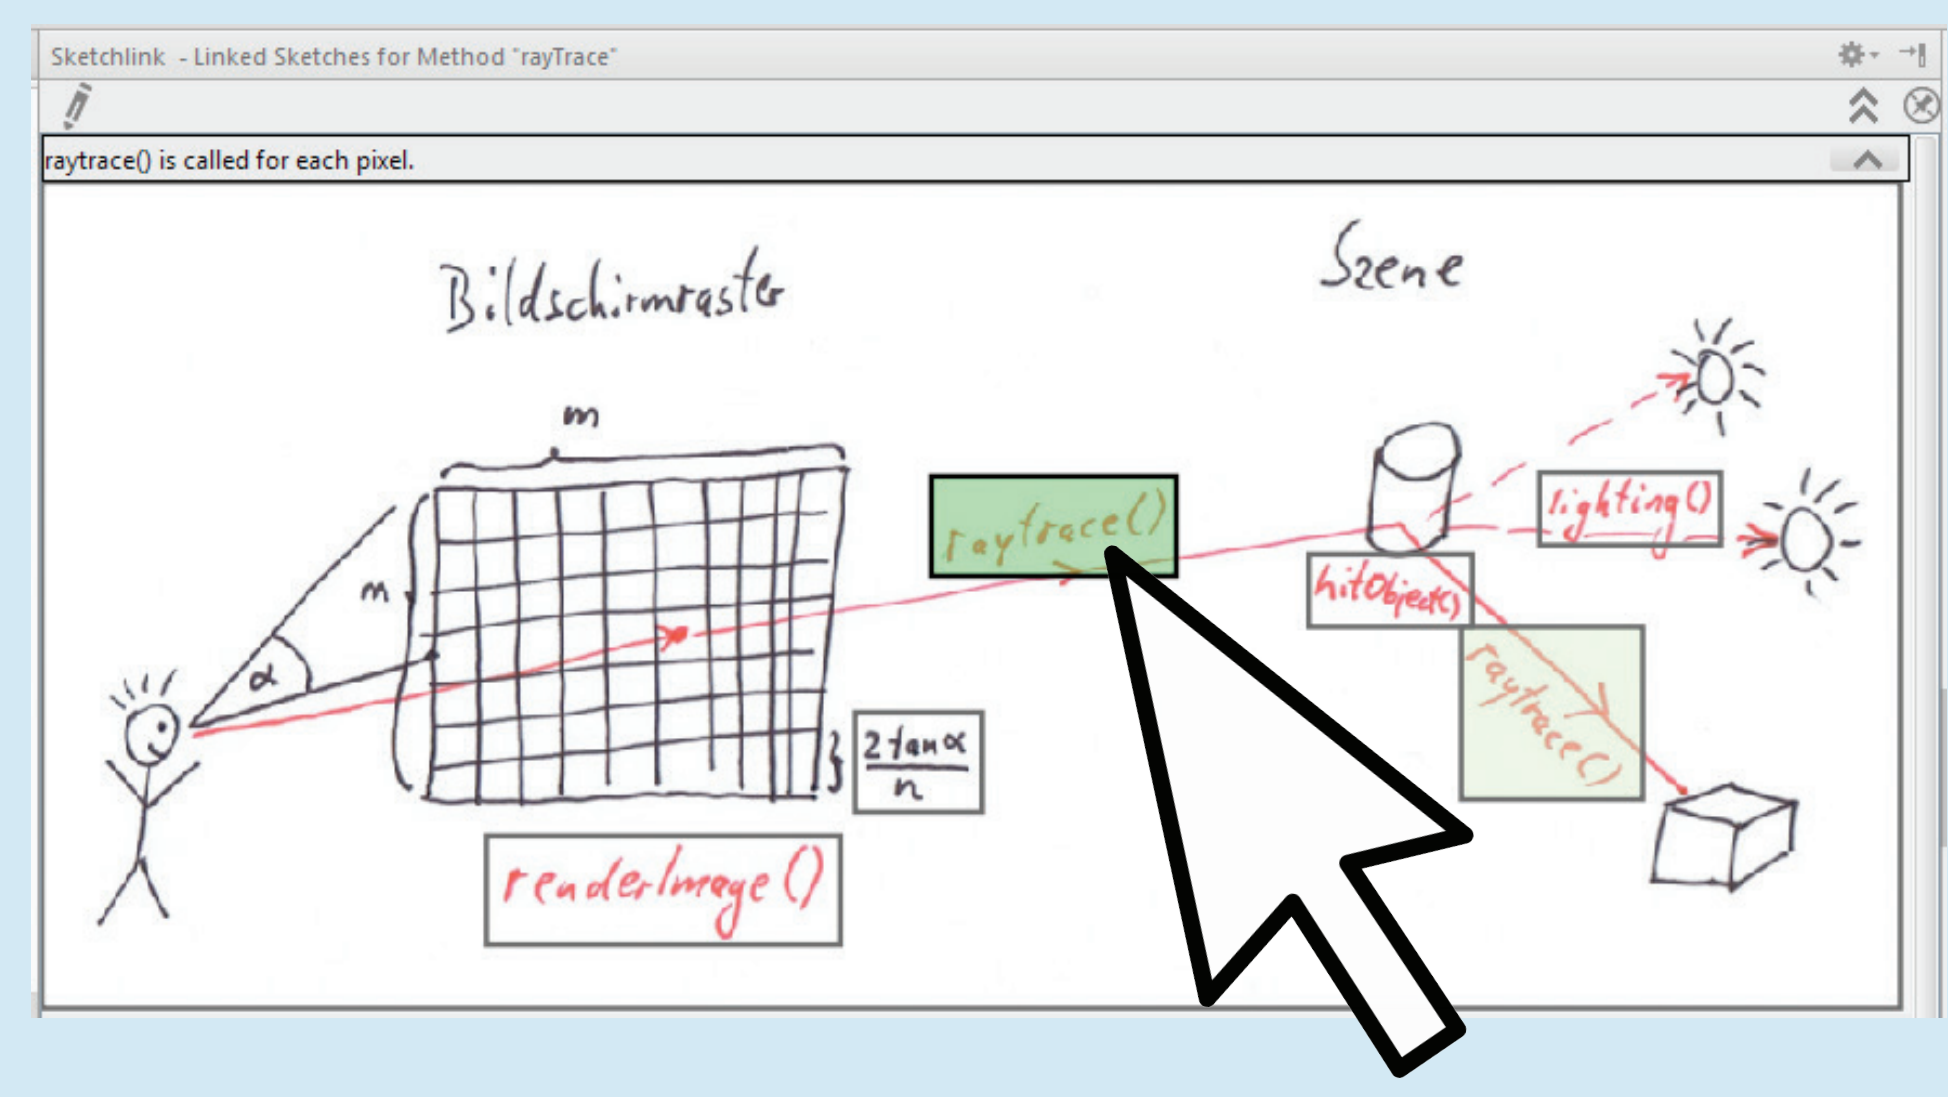 Sketchlink - Linked Sketches for Method "rayTrace"
raytrace() is called for each pixel.
Bildschirmraster
Szene
m
m
α
raytrace()
lighting()
hitObject()
raytrace()
2 tan α
n
renderImage()